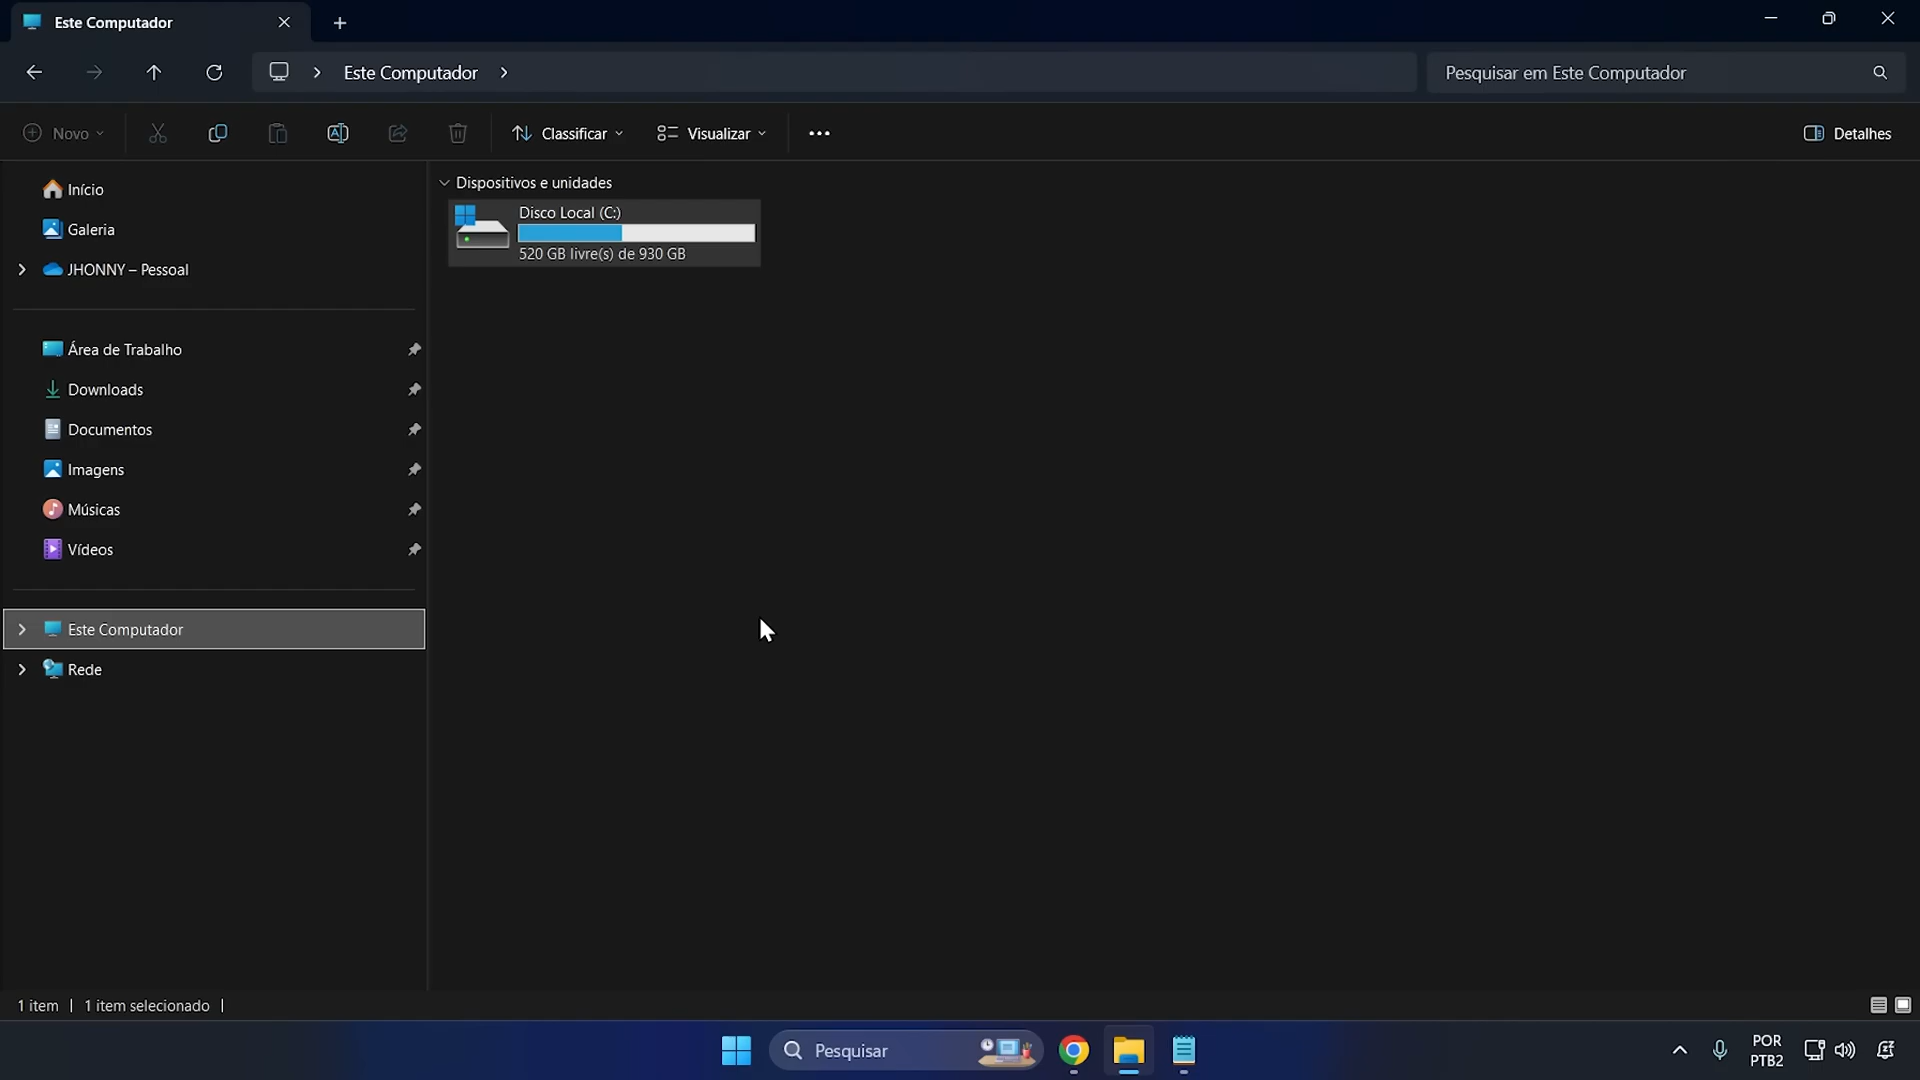 Este Computador
Este Computador
Pesquisar em Este Computador
Novo
Classificar
Visualizar
Detalhes
Início
Galeria
JHONNY – Pessoal
Área de Trabalho
Downloads
Documentos
Imagens
Músicas
Vídeos
Este Computador
Rede
Dispositivos e unidades
Disco Local (C:)
520 GB livre(s) de 930 GB
1 item
1 item selecionado
Pesquisar
POR
PTB2